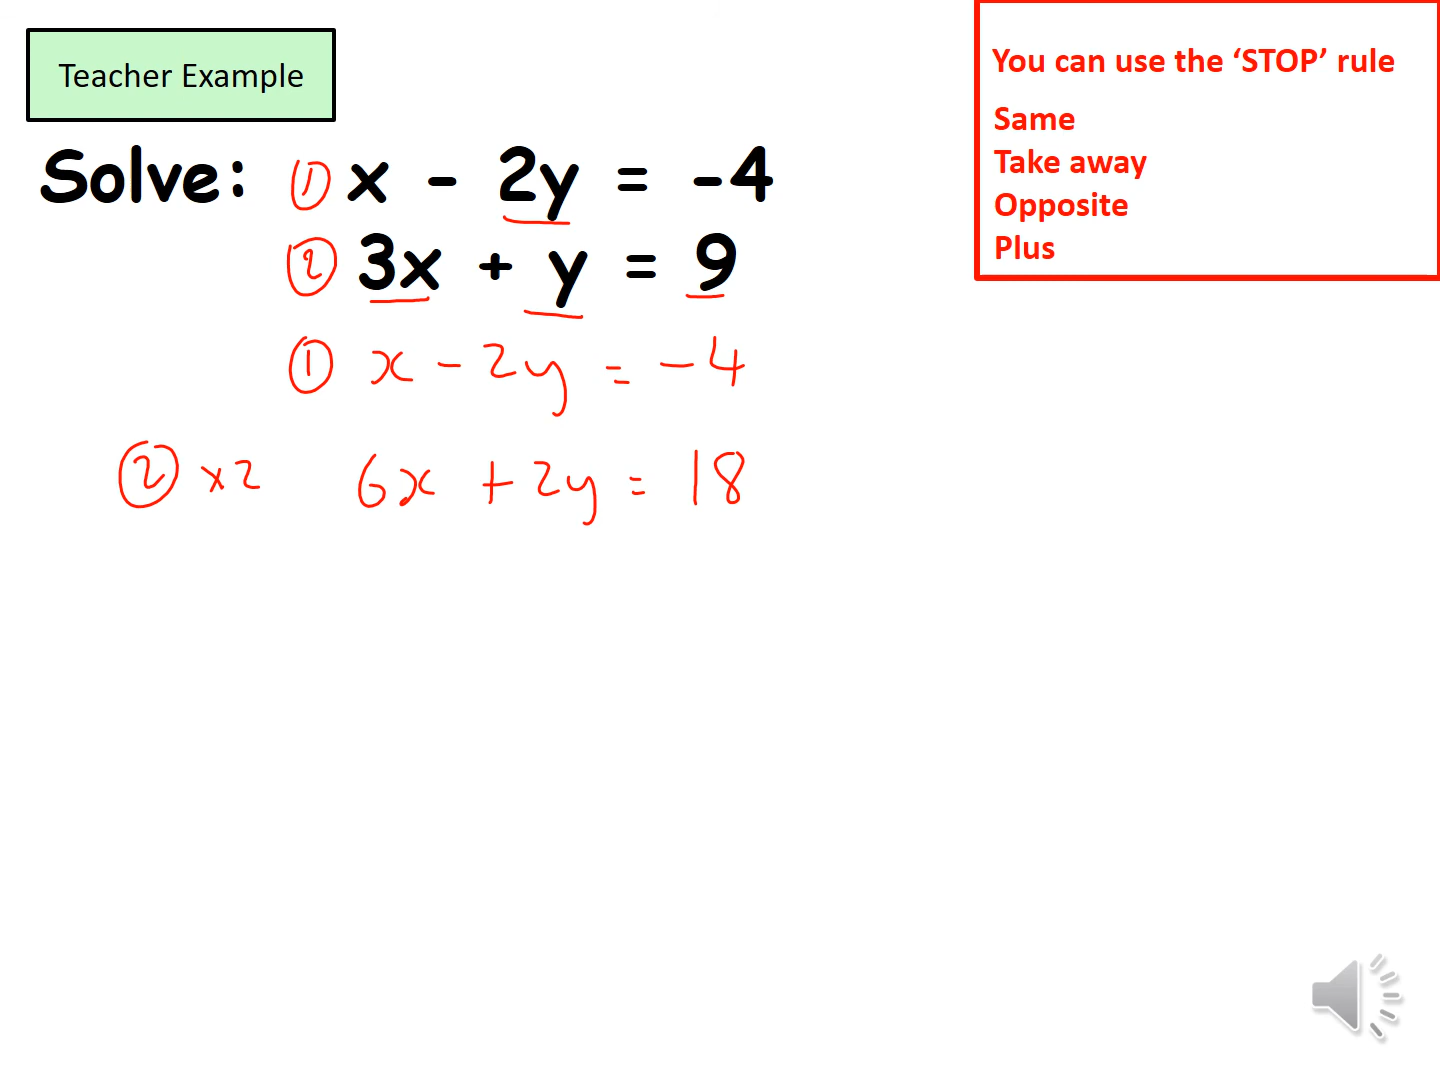 Teacher Example
You can use the ‘STOP’ rule
Same
Take away
Opposite
Plus
Solve: ① x - 2y = -4
② 3x + y = 9
① x - 2y = -4
② ×2 6x + 2y = 18